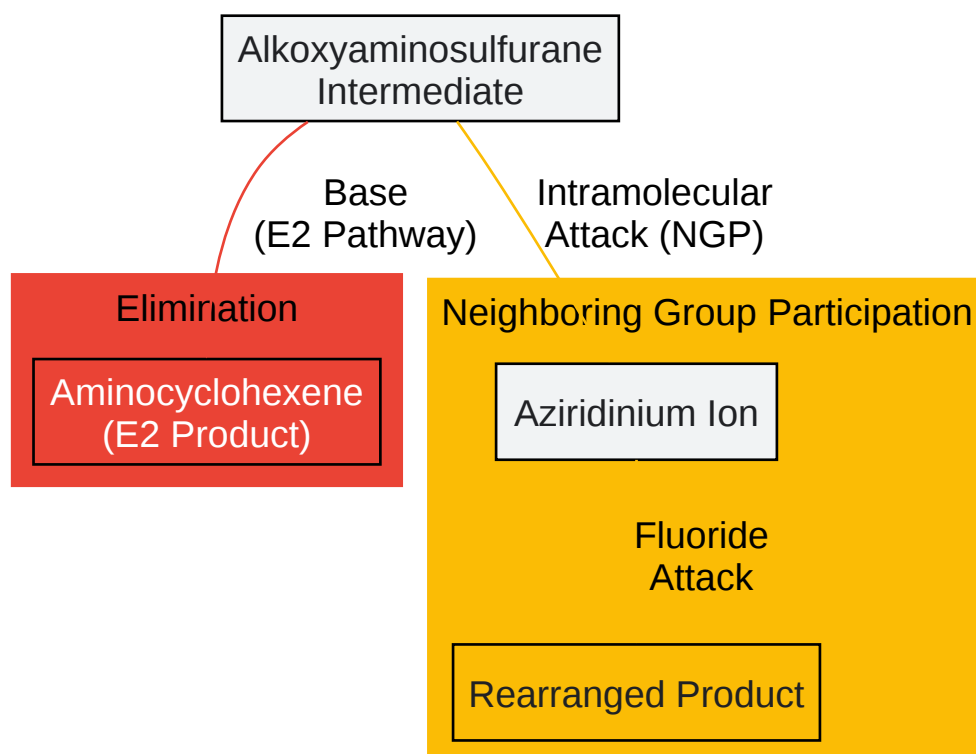 Alkoxyaminosulfurane
Intermediate
Base
(E2 Pathway)
Intramolecular
Attack (NGP)
Elimination
Aminocyclohexene
(E2 Product)
Neighboring Group Participation
Aziridinium Ion
Fluoride
Attack
Rearranged Product